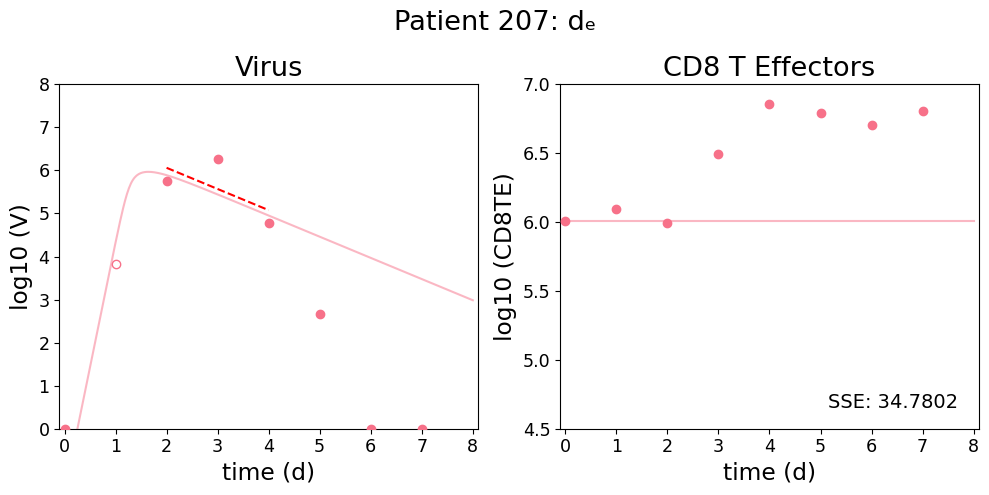 Patient 207: dₑ
Virus
CD8 T Effectors
log10 (V)
8
7
6
5
4
3
2
1
0
0 1 2 3 4 5 6 7 8
time (d)
log10 (CD8TE)
7.0
6.5
6.0
5.5
5.0
4.5
SSE: 34.7802
0 1 2 3 4 5 6 7 8
time (d)